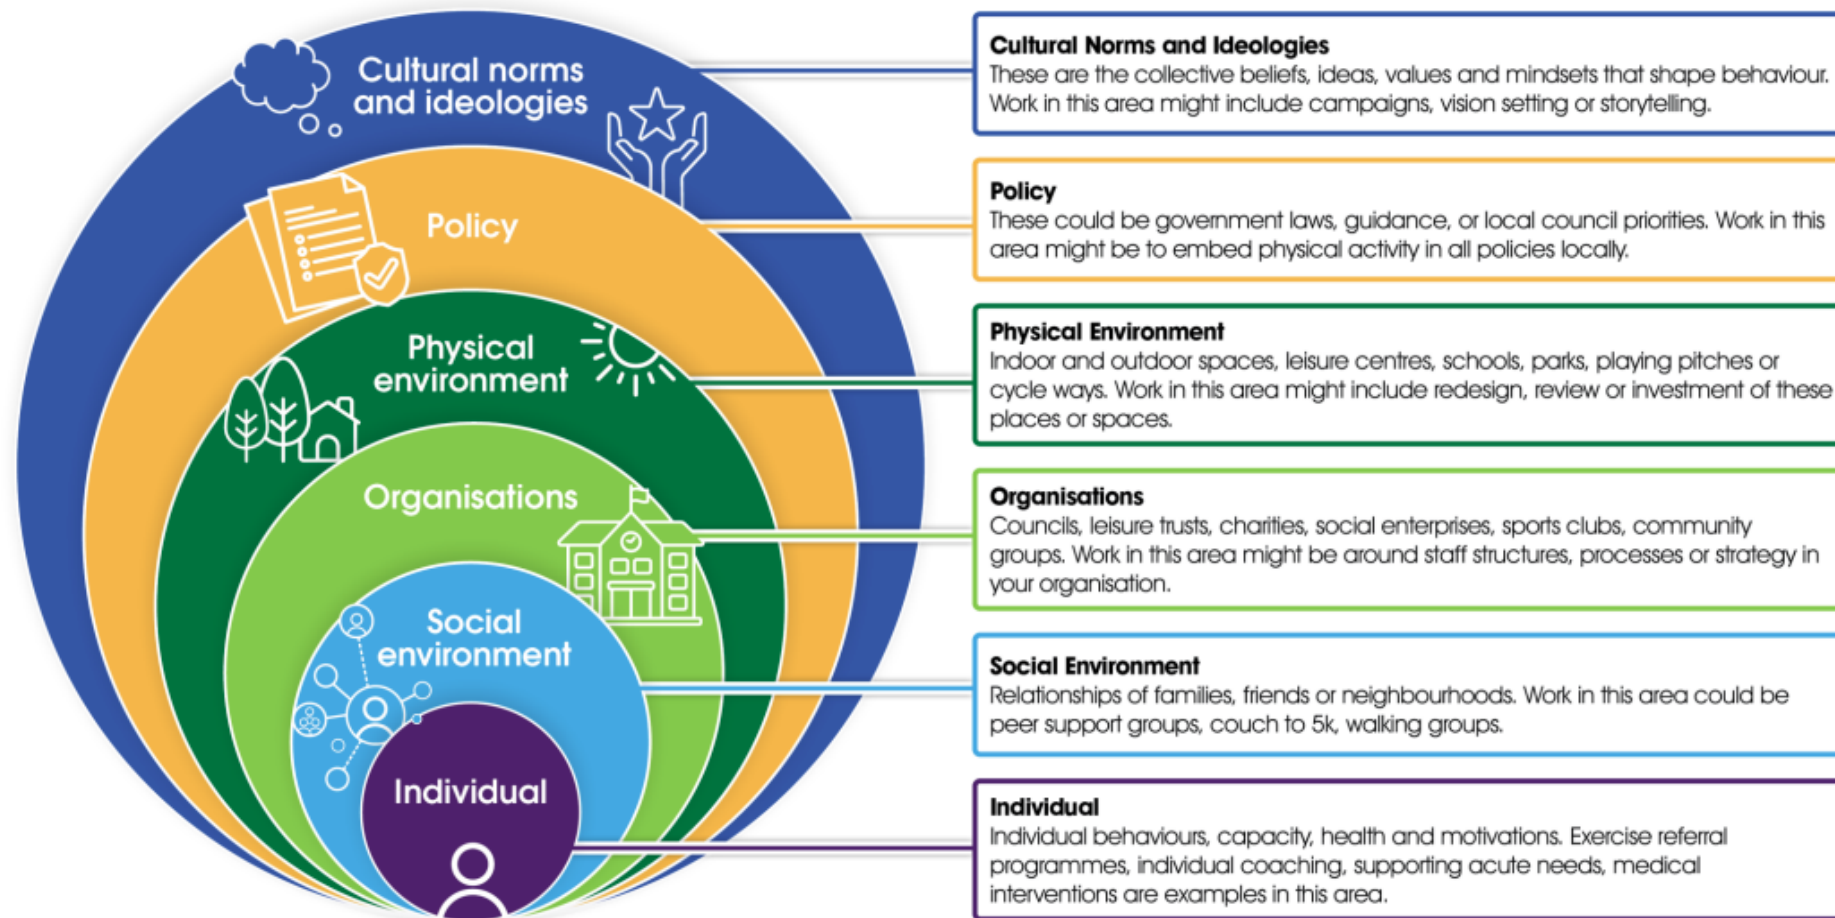 Cultural norms
and ideologies
Policy
Physical
environment
Organisations
Social
environment
Individual
Cultural Norms and Ideologies
These are the collective beliefs, ideas, values and mindsets that shape behaviour.
Work in this area might include campaigns, vision setting or storytelling.
Policy
These could be government laws, guidance, or local council priorities. Work in this
area might be to embed physical activity in all policies locally.
Physical Environment
Indoor and outdoor spaces, leisure centres, schools, parks, playing pitches or
cycle ways. Work in this area might include redesign, review or investment of these
places or spaces.
Organisations
Councils, leisure trusts, charities, social enterprises, sports clubs, community
groups. Work in this area might be around staff structures, processes or strategy in
your organisation.
Social Environment
Relationships of families, friends or neighbourhoods. Work in this area could be
peer support groups, couch to 5k, walking groups.
Individual
Individual behaviours, capacity, health and motivations. Exercise referral
programmes, individual coaching, supporting acute needs, medical
interventions are examples in this area.